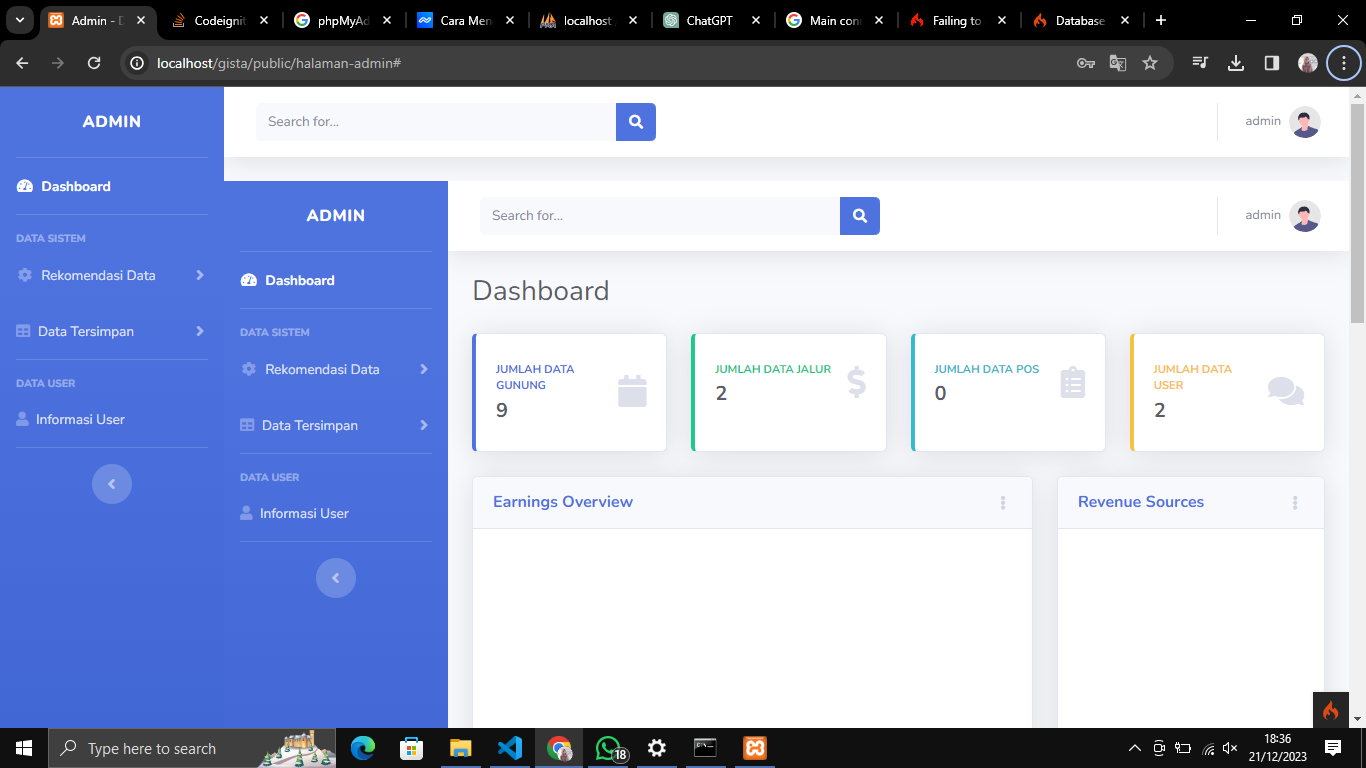 Admin - D
Codeignit
phpMyAd
Cara Men
localhost
ChatGPT
Main con
Failing to
Database
localhost/gista/public/halaman-admin#
ADMIN
Search for...
admin
Dashboard
DATA SISTEM
Rekomendasi Data
Data Tersimpan
DATA USER
Informasi User
ADMIN
Search for...
admin
Dashboard
DATA SISTEM
Rekomendasi Data
Data Tersimpan
DATA USER
Informasi User
Dashboard
JUMLAH DATA
GUNUNG
9
JUMLAH DATA JALUR
2
JUMLAH DATA POS
0
JUMLAH DATA
USER
2
Earnings Overview
Revenue Sources
Type here to search
18
18:36
21/12/2023